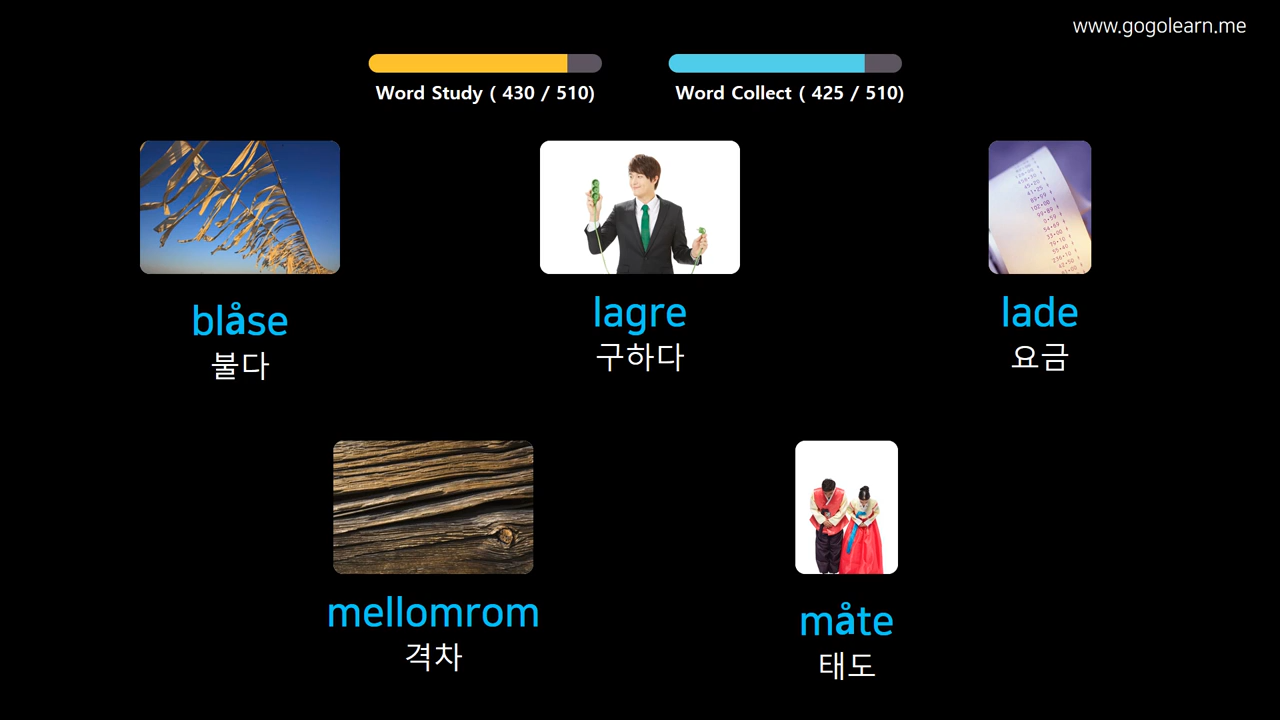 www.gogolearn.me
Word Study ( 430 / 510)
Word Collect ( 425 / 510)
blåse
불다
lagre
구하다
lade
요금
mellomrom
격차
måte
태도